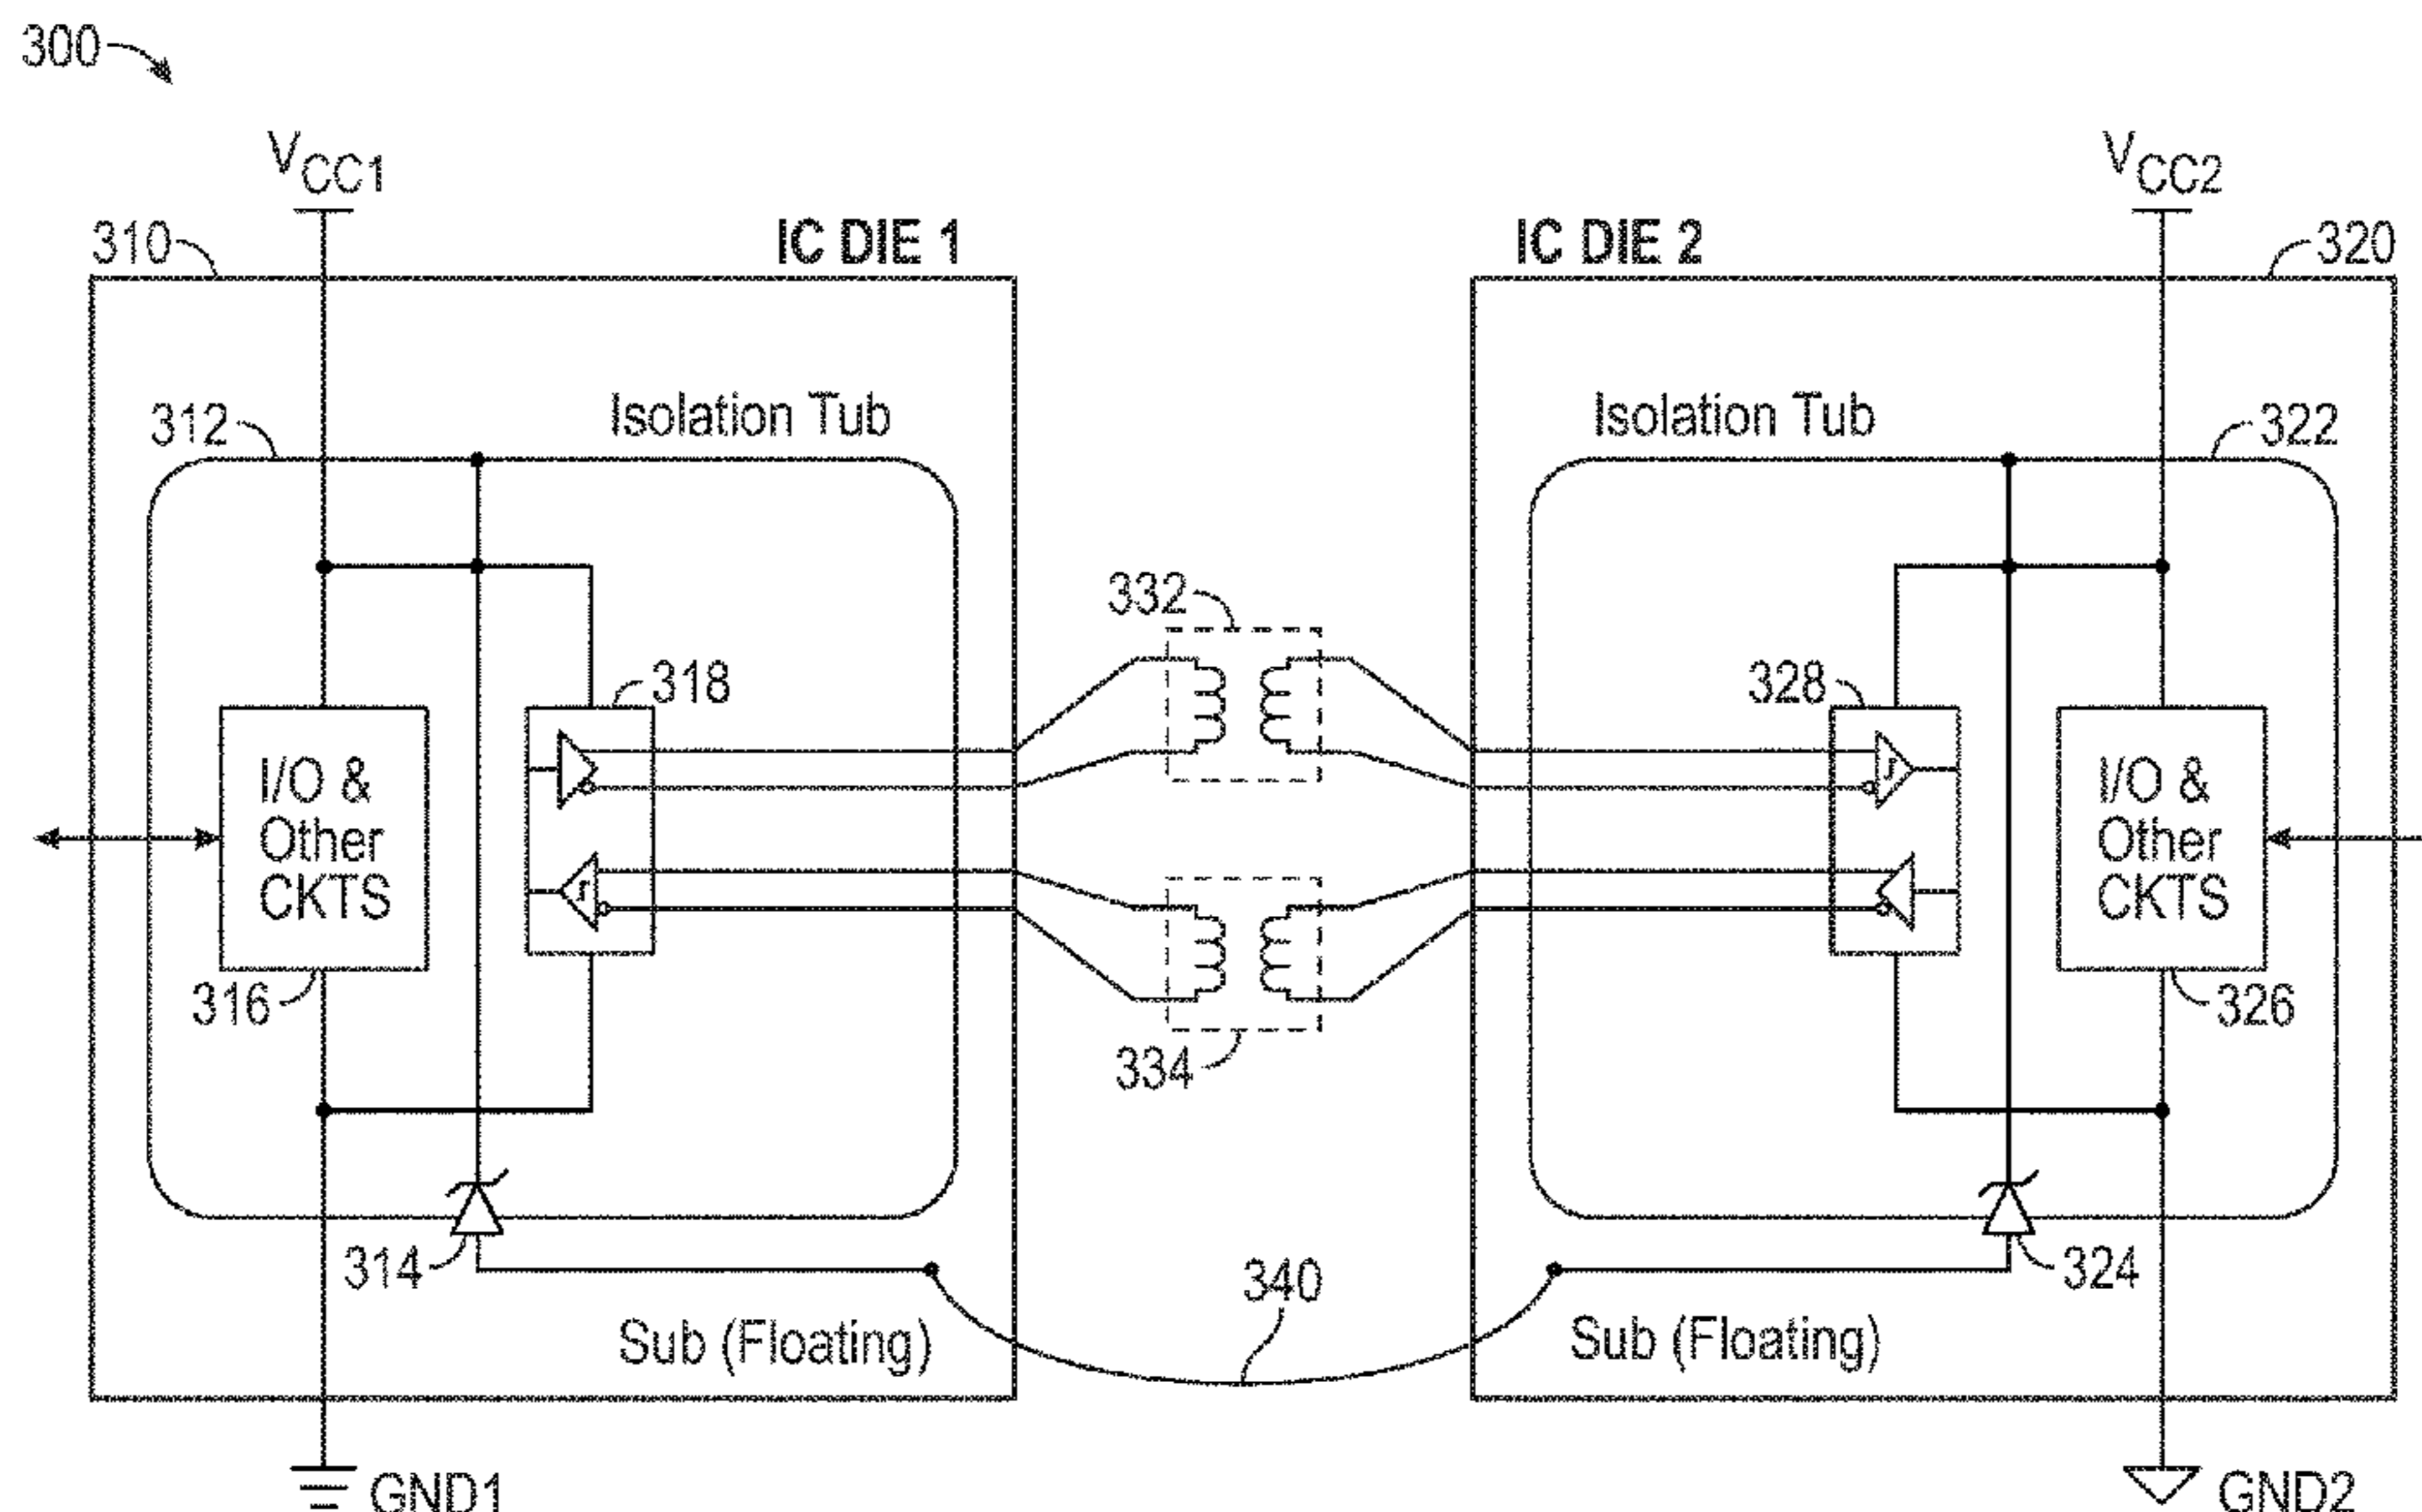 300
VCC1
VCC2
310
IC DIE 1
IC DIE 2
320
312
Isolation Tub
Isolation Tub
322
332
318
328
I/O &
Other
CKTS
I/O &
Other
CKTS
316
326
334
314
340
324
Sub (Floating)
Sub (Floating)
GND1
GND2